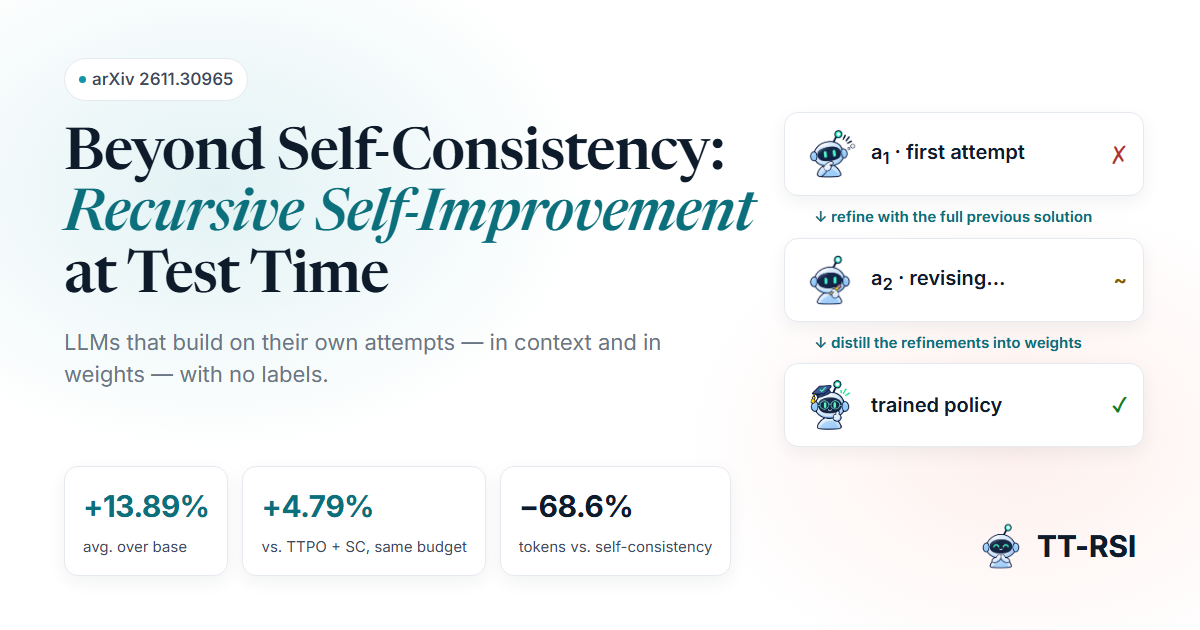 arXiv 2611.30965
Beyond Self-Consistency:
Recursive Self-Improvement
at Test Time
LLMs that build on their own attempts — in context and in
weights — with no labels.
+13.89%
avg. over base
+4.79%
vs. TTPO + SC, same budget
−68.6%
tokens vs. self-consistency
a₁ · first attempt ✗
↓ refine with the full previous solution
a₂ · revising... ~
↓ distill the refinements into weights
trained policy ✓
TT-RSI